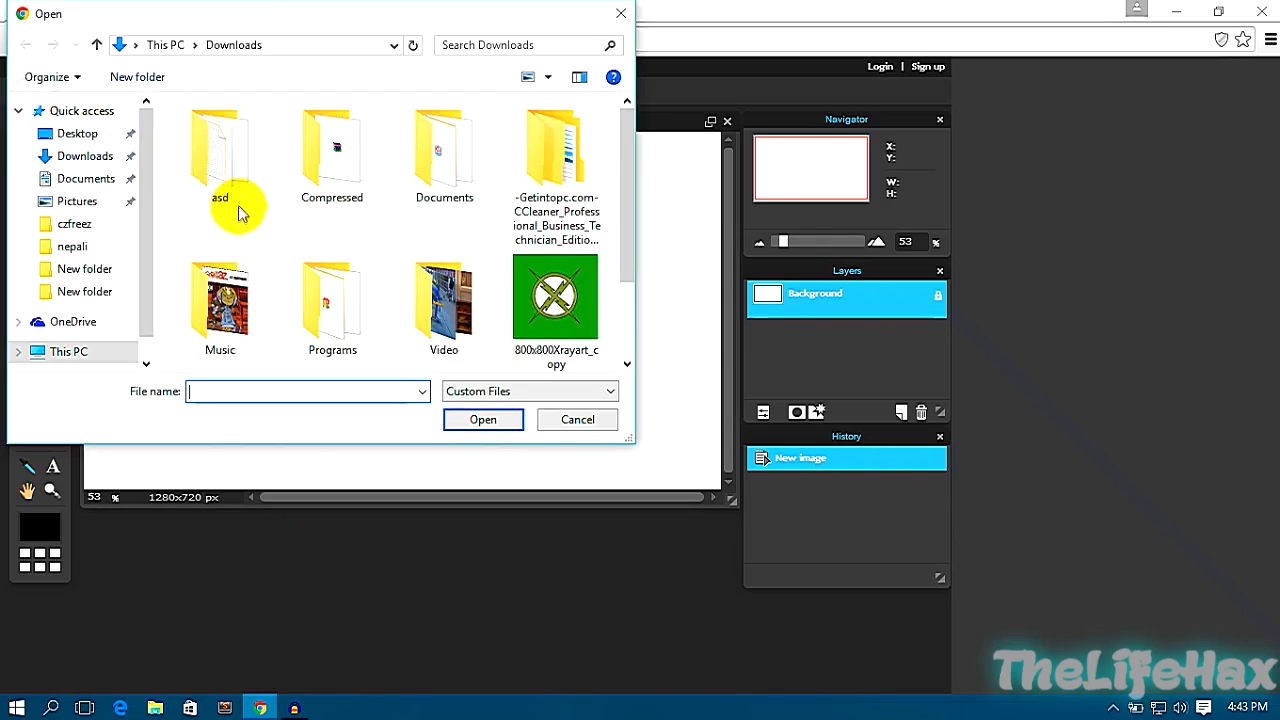 Open
This PC
Downloads
Search Downloads
Login | Sign up
Organize
New folder
Quick access
Desktop
Downloads
Documents
Pictures
czfreez
nepali
New folder
New folder
OneDrive
This PC
asd
Compressed
Documents
-Getintopc.com-
CCleaner_Profess
ional_Business_Te
chnician_Editio...
Music
Programs
Video
800x800Xrayart_c
opy
File name:
Custom Files
Open
Cancel
Navigator
X:
Y:
W:
H:
53 %
Layers
Background
History
New image
A
53 %
1280x720 px
TheLifeHax
4:43 PM